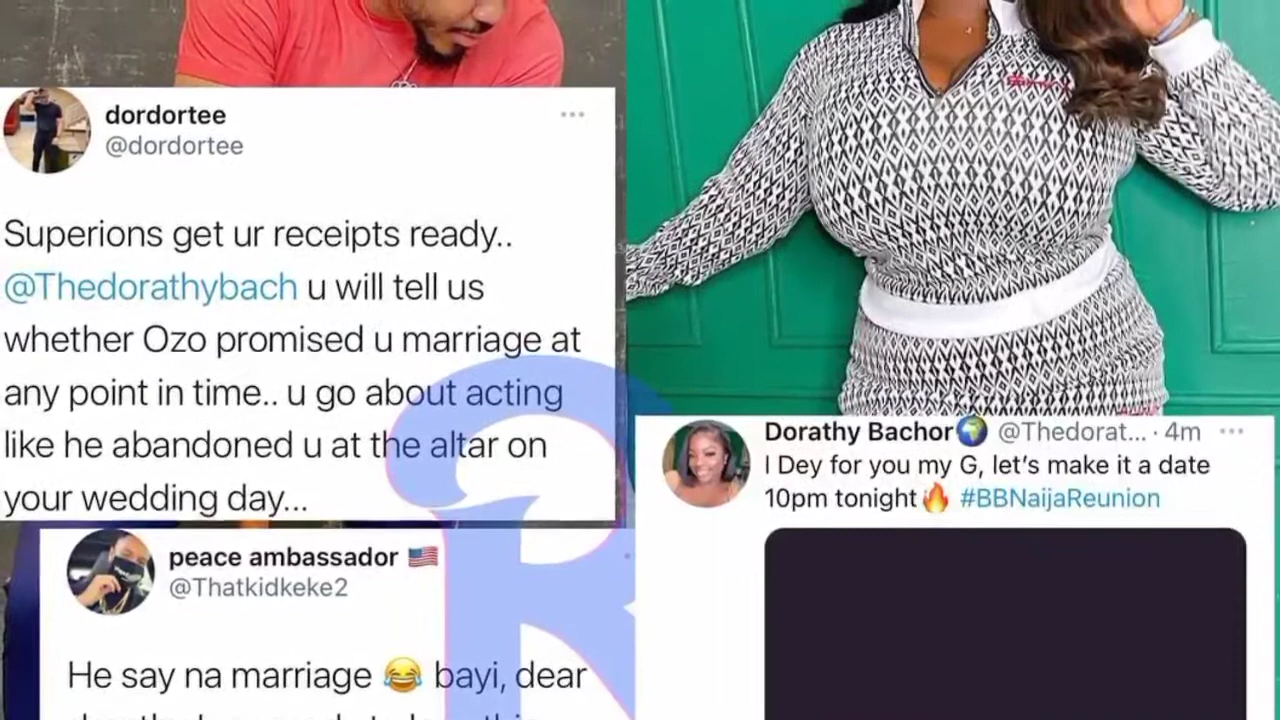 dordortee
@dordortee
Superions get ur receipts ready..
@Thedorathybach u will tell us
whether Ozo promised u marriage at
any point in time.. u go about acting
like he abandoned u at the altar on
your wedding day...
peace ambassador 🇺🇸
@Thatkidkeke2
He say na marriage 😂 bayi, dear
Dorathy Bachor🌍 @Thedorat... · 4m
I Dey for you my G, let's make it a date
10pm tonight🔥 #BBNaijaReunion